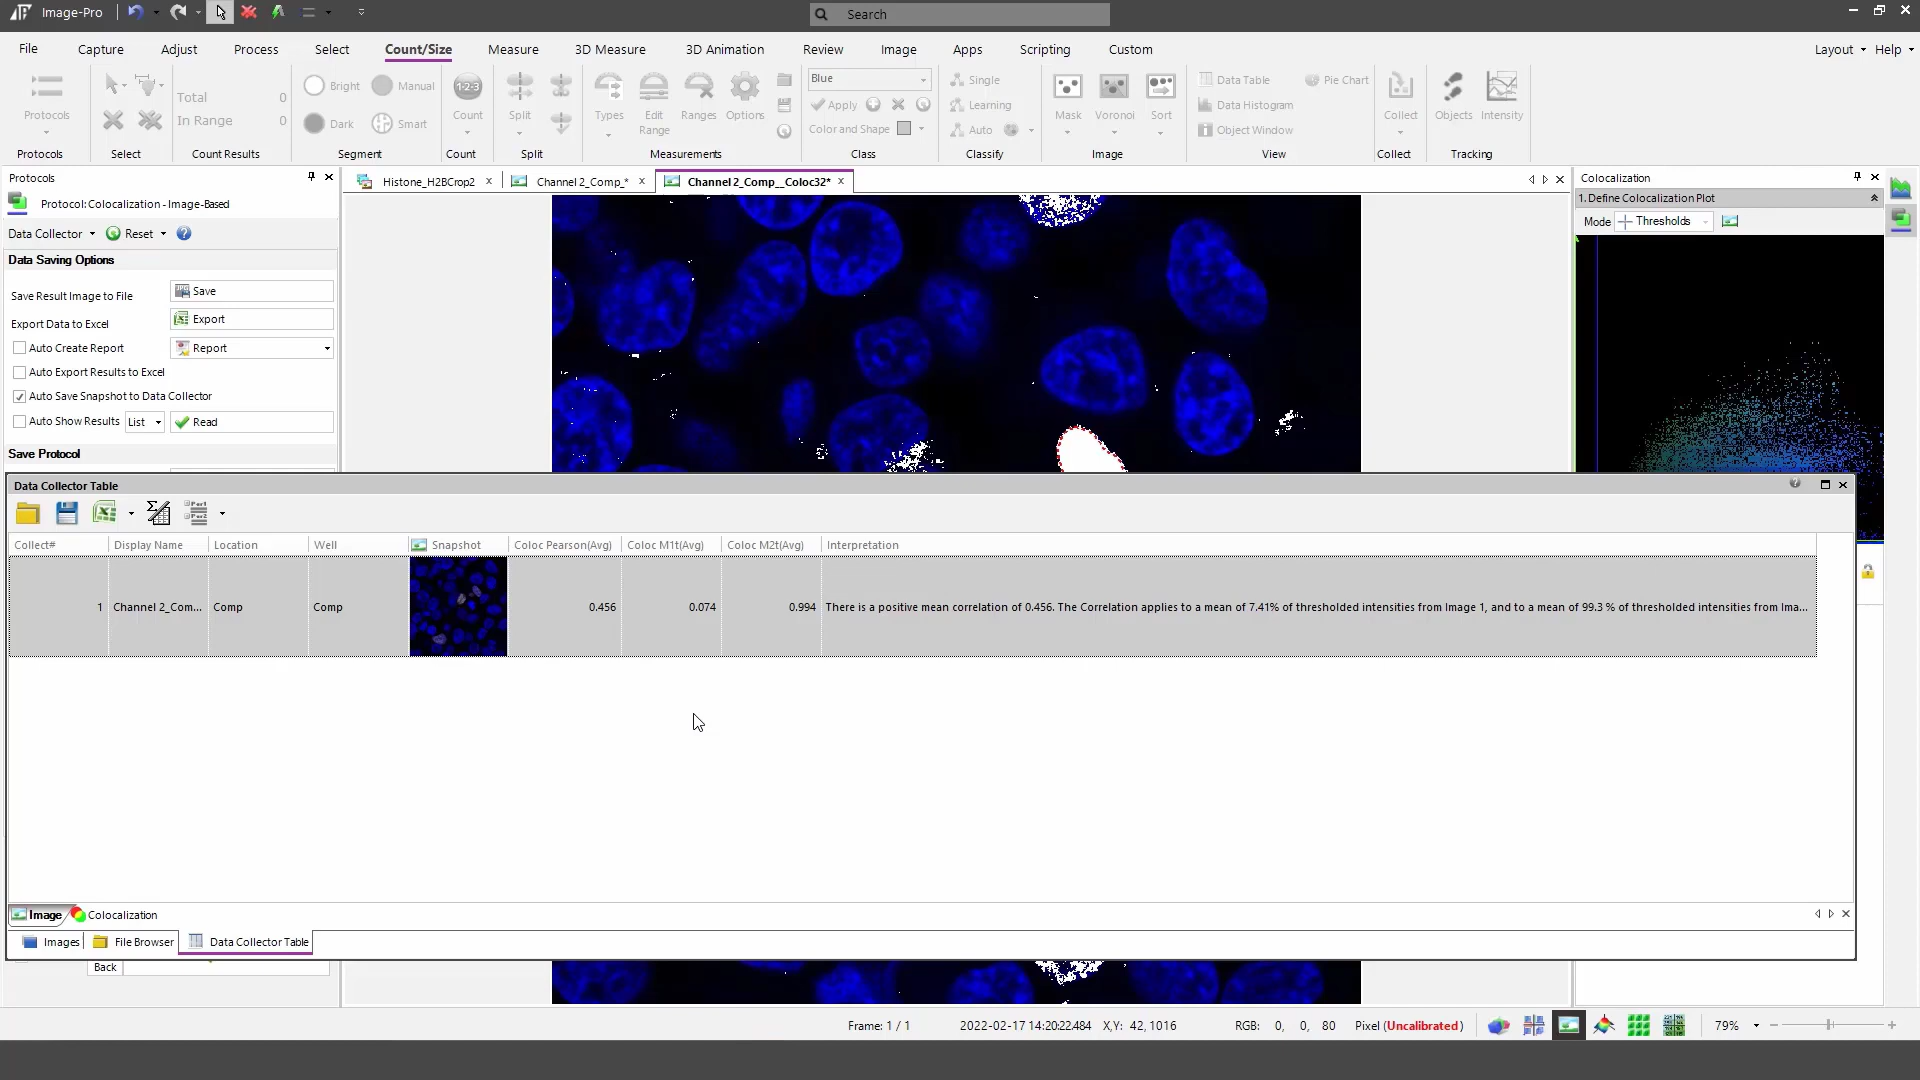 Image-Pro
Search
File Capture Adjust Process Select Count/Size Measure 3D Measure 3D Animation Review Image Apps Scripting Custom Layout Help
Protocols
Protocols
Select
Total 0
In Range 0
Count Results
Bright Manual
Dark Smart
Segment
1-2-3
Count
Count
Split
Split
Types Edit Range Ranges Options
Measurements
Blue
Apply
Color and Shape
Class
Single
Learning
Auto
Classify
Mask Voronoi Sort
Image
Data Table Pie Chart
Data Histogram
Object Window
View
Collect
Collect
Objects Intensity
Tracking
Protocols
Protocol: Colocalization - Image-Based
Data Collector Reset
Data Saving Options
Save Result Image to File Save
Export Data to Excel Export
Auto Create Report Report
Auto Export Results to Excel
Auto Save Snapshot to Data Collector
Auto Show Results List Read
Save Protocol
Histone_H2BCrop2 Channel 2_Comp_* Channel 2_Comp__Coloc32*
Colocalization
1. Define Colocalization Plot
Mode Thresholds
Data Collector Table
Collect# Display Name Location Well Snapshot Coloc Pearson(Avg) Coloc M1t(Avg) Coloc M2t(Avg) Interpretation
1 Channel 2_Com... Comp Comp 0.456 0.074 0.994 There is a positive mean correlation of 0.456. The Correlation applies to a mean of 7.41% of thresholded intensities from Image 1, and to a mean of 99.3 % of thresholded intensities from Ima...
Image Colocalization
Images File Browser Data Collector Table
Back
Frame: 1 / 1 2022-02-17 14:20:22.484 X,Y: 42, 1016 RGB: 0, 0, 80 Pixel (Uncalibrated) 79%